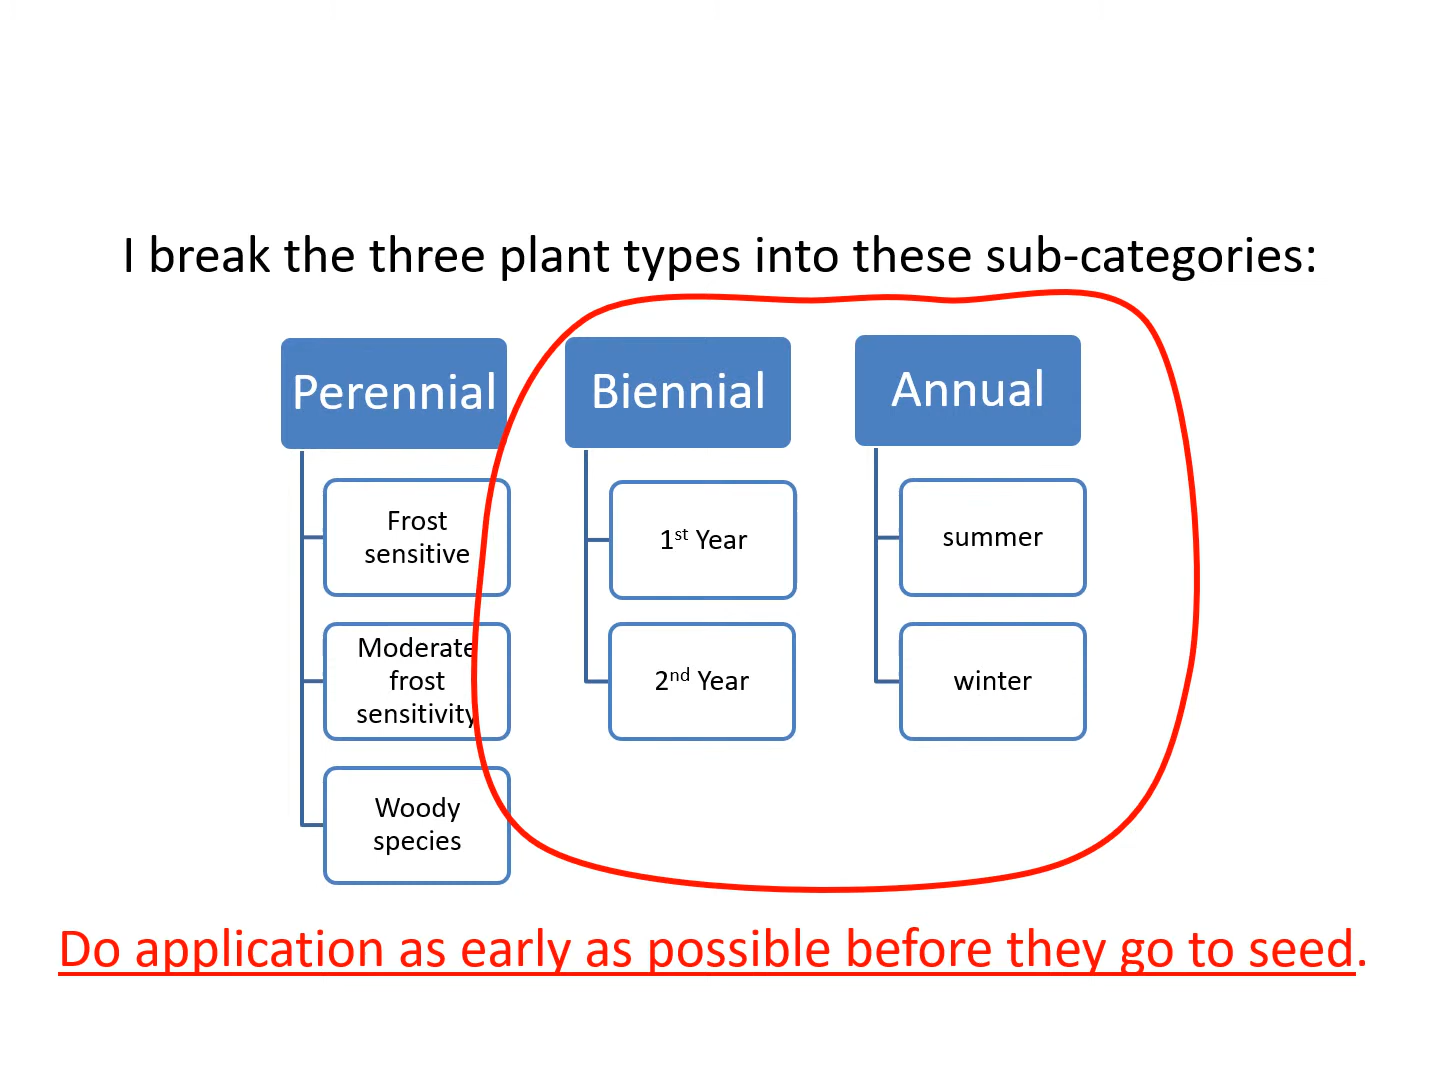 I break the three plant types into these sub-categories:
Perennial
Frost
sensitive
Moderate
frost
sensitivity
Woody
species
Biennial
1st Year
2nd Year
Annual
summer
winter
Do application as early as possible before they go to seed.